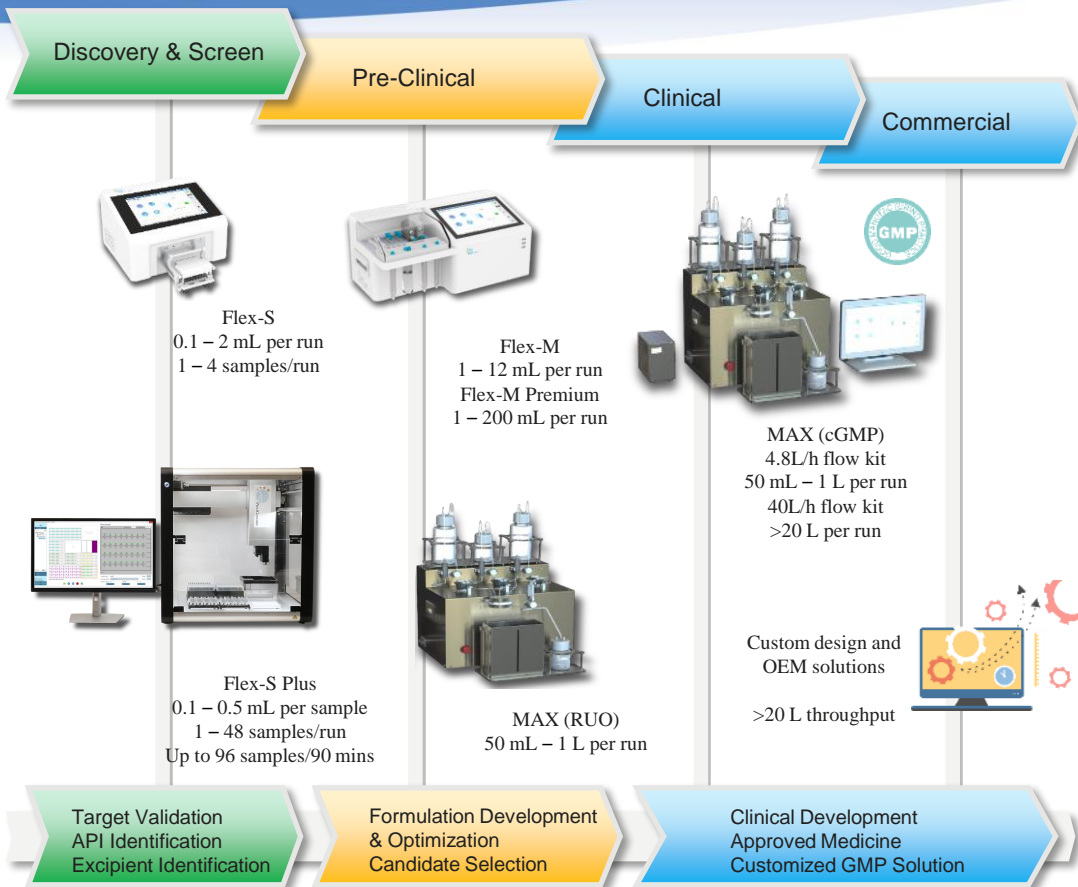 Discovery & Screen
Pre-Clinical
Clinical
Commercial
Flex-S
0.1 – 2 mL per run
1 – 4 samples/run
Flex-M
1 – 12 mL per run
Flex-M Premium
1 – 200 mL per run
GMP
MAX (cGMP)
4.8L/h flow kit
50 mL – 1 L per run
40L/h flow kit
>20 L per run
Flex-S Plus
0.1 – 0.5 mL per sample
1 – 48 samples/run
Up to 96 samples/90 mins
MAX (RUO)
50 mL – 1 L per run
Custom design and
OEM solutions
>20 L throughput
Target Validation
API Identification
Excipient Identification
Formulation Development
& Optimization
Candidate Selection
Clinical Development
Approved Medicine
Customized GMP Solution